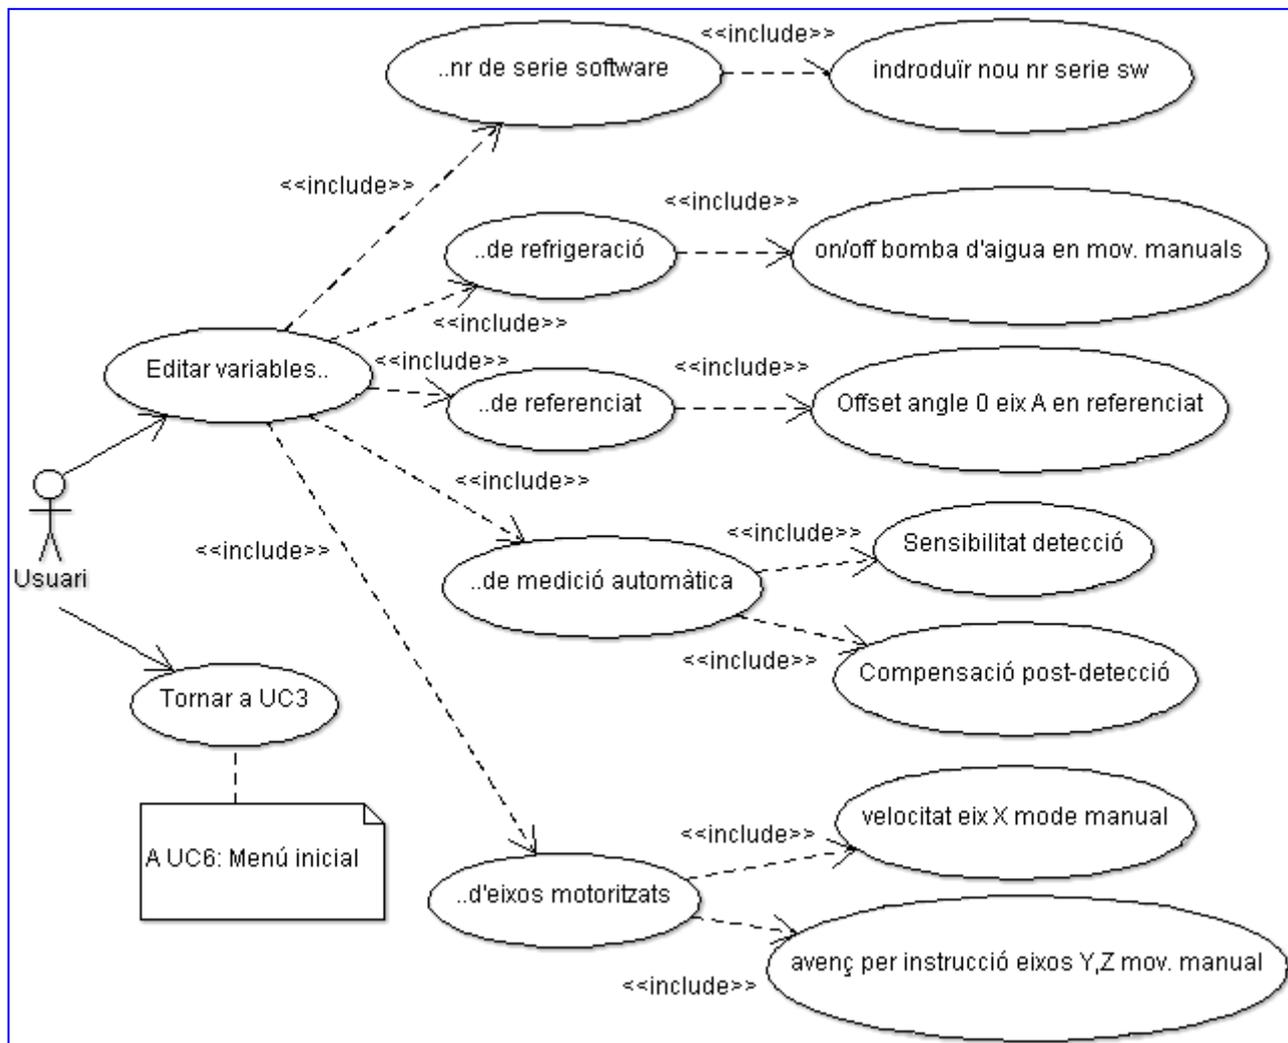 <<include>>
..nr de serie software
indroduïr nou nr serie sw
<<include>>
<<include>>
..de refrigeració
on/off bomba d'aigua en mov. manuals
<<include>>
Editar variables..
<<include>>
<<include>>
..de referenciat
Offset angle 0 eix A en referenciat
<<include>>
<<include>>
Sensibilitat detecció
<<include>>
Usuari
..de medició automàtica
<<include>>
Compensació post-detecció
Tornar a UC3
velocitat eix X mode manual
<<include>>
A UC6: Menú inicial
..d'eixos motoritzats
avenç per instrucció eixos Y,Z mov. manual
<<include>>